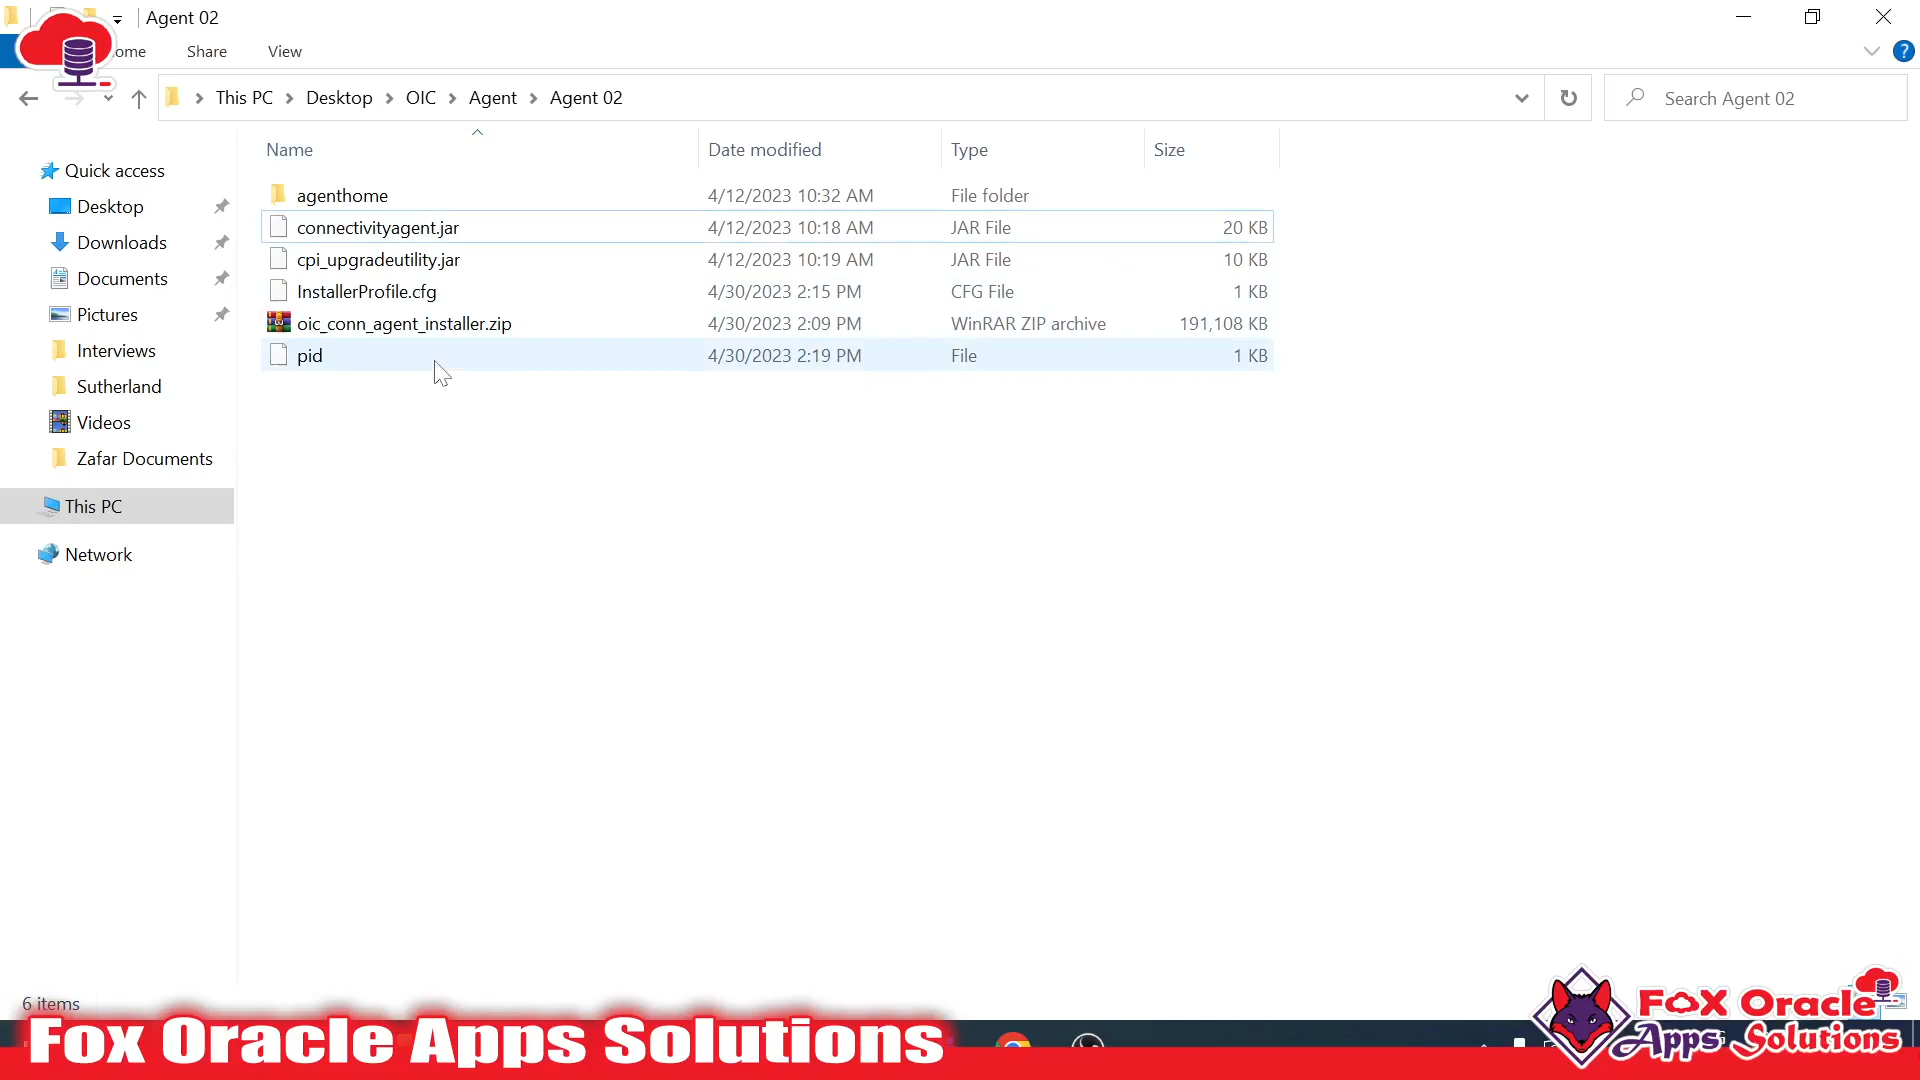 Agent 02
ome Share View
This PC Desktop OIC Agent Agent 02
Search Agent 02
Name Date modified Type Size
Quick access
Desktop
Downloads
Documents
Pictures
Interviews
Sutherland
Videos
Zafar Documents
This PC
Network
agenthome 4/12/2023 10:32 AM File folder
connectivityagent.jar 4/12/2023 10:18 AM JAR File 20 KB
cpi_upgradeutility.jar 4/12/2023 10:19 AM JAR File 10 KB
InstallerProfile.cfg 4/30/2023 2:15 PM CFG File 1 KB
oic_conn_agent_installer.zip 4/30/2023 2:09 PM WinRAR ZIP archive 191,108 KB
pid 4/30/2023 2:19 PM File 1 KB
6 items
Fox Oracle Apps Solutions
Fox Oracle
Apps Solutions